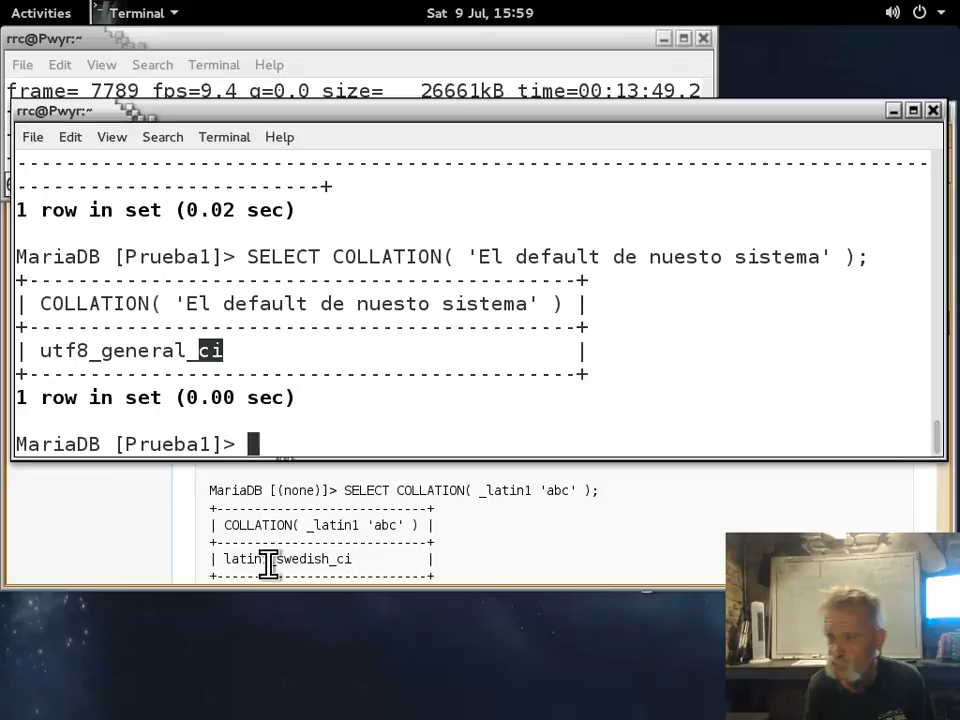 Activities Terminal Sat 9 Jul, 15:59
rrc@Pwyr:~
File Edit View Search Terminal Help
frame= 7789 fps=9.4 q=0.0 size= 26661kB time=00:13:49.2
rrc@Pwyr:~
File Edit View Search Terminal Help
-----------------------------------------------------------------------------
-------------------------+
1 row in set (0.02 sec)
MariaDB [Prueba1]> SELECT COLLATION( 'El default de nuesto sistema' );
+---------------------------------------------+
| COLLATION( 'El default de nuesto sistema' ) |
+---------------------------------------------+
| utf8_general_ci |
+---------------------------------------------+
1 row in set (0.00 sec)
MariaDB [Prueba1]>
MariaDB [(none)]> SELECT COLLATION( _latin1 'abc' );
+----------------------------+
| COLLATION( _latin1 'abc' ) |
+----------------------------+
| latin1_swedish_ci |
+----------------------------+